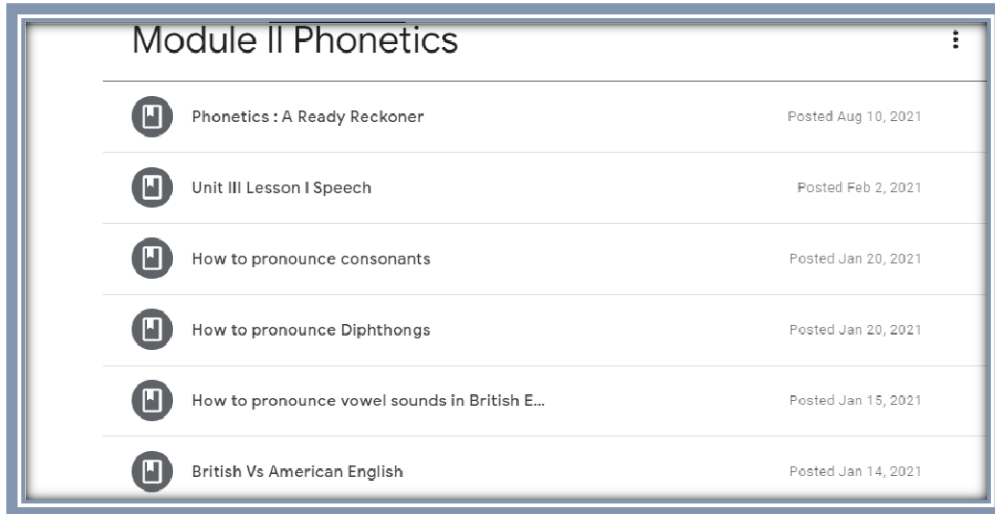 Module II Phonetics
Phonetics : A Ready Reckoner Posted Aug 10, 2021
Unit III Lesson I Speech Posted Feb 2, 2021
How to pronounce consonants Posted Jan 20, 2021
How to pronounce Diphthongs Posted Jan 20, 2021
How to pronounce vowel sounds in British E... Posted Jan 15, 2021
British Vs American English Posted Jan 14, 2021